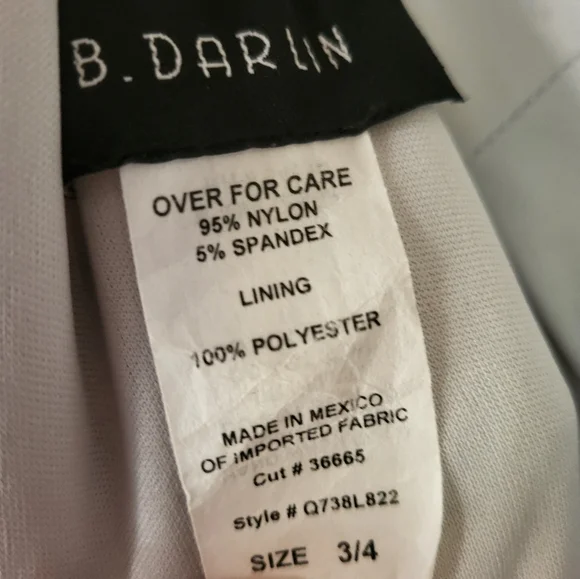 B. DARLIN
OVER FOR CARE
95% NYLON
5% SPANDEX
LINING
100% POLYESTER
MADE IN MEXICO
OF IMPORTED FABRIC
Cut # 36665
Style # Q738L822
SIZE 3/4